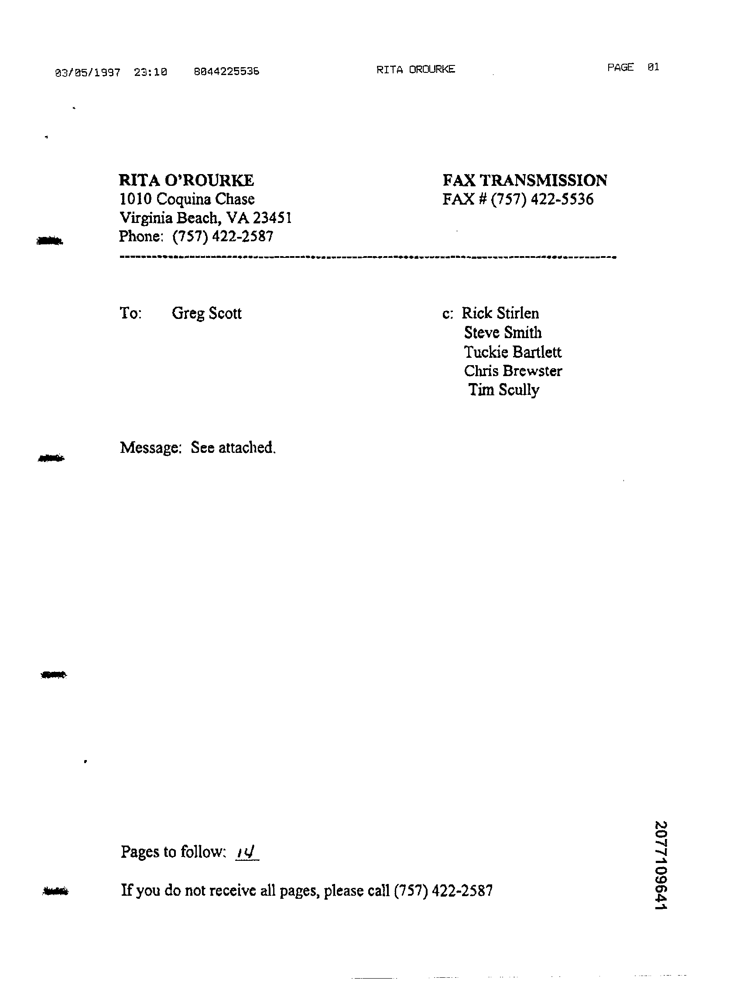 03/05/1997 23:10 8044225536 RITA OROURKE PAGE 01
RITA O'ROURKE FAX TRANSMISSION
1010 Coquina Chase FAX # (757) 422-5536
Virginia Beach, VA 23451
Phone: (757) 422-2587
To: Greg Scott c: Rick Stirlen
Steve Smith
Tuckie Bartlett
Chris Brewster
Tim Scully
Message: See attached.
Pages to follow: 14
If you do not receive all pages, please call (757) 422-2587
2077109641